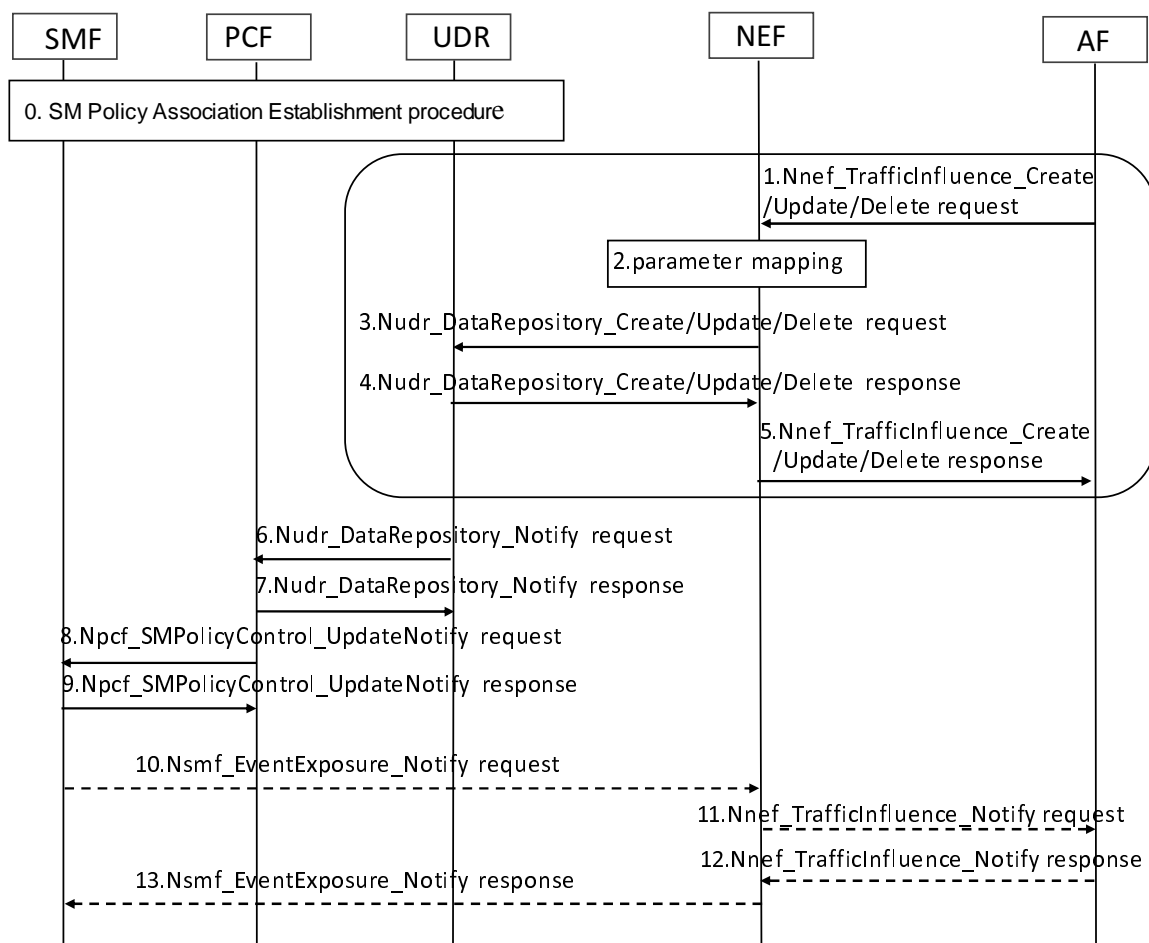 SMF
PCF
UDR
NEF
AF
0. SM Policy Association Establishment procedure
1.Nnef_TrafficInfluence_Create
/Update/Delete request
2.parameter mapping
3.Nudr_DataRepository_Create/Update/Delete request
4.Nudr_DataRepository_Create/Update/Delete response
5.Nnef_TrafficInfluence_Create
/Update/Delete response
6.Nudr_DataRepository_Notify request
7.Nudr_DataRepository_Notify response
8.Npcf_SMPolicyControl_UpdateNotify request
9.Npcf_SMPolicyControl_UpdateNotify response
10.Nsmf_EventExposure_Notify request
11.Nnef_TrafficInfluence_Notify request
12.Nnef_TrafficInfluence_Notify response
13.Nsmf_EventExposure_Notify response